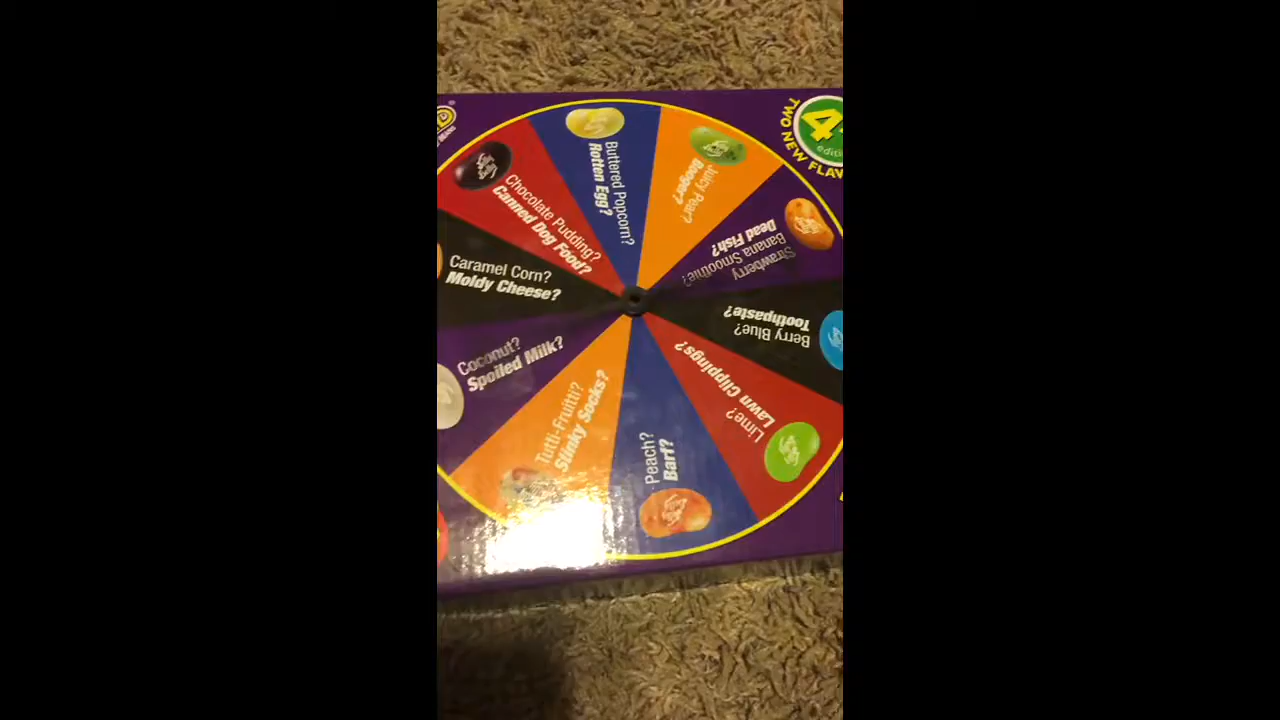 TWO NEW FLAV
4
editi
Buttered Popcorn?
Rotten Egg?
Juicy Pear?
Booger?
Strawberry
Banana Smoothie?
Dead Fish?
Berry Blue?
Toothpaste?
Lime?
Lawn Clippings?
Peach?
Barf?
Tutti-Fruitti?
Stinky Socks?
Coconut?
Spoiled Milk?
Caramel Corn?
Moldy Cheese?
Chocolate Pudding?
Canned Dog Food?